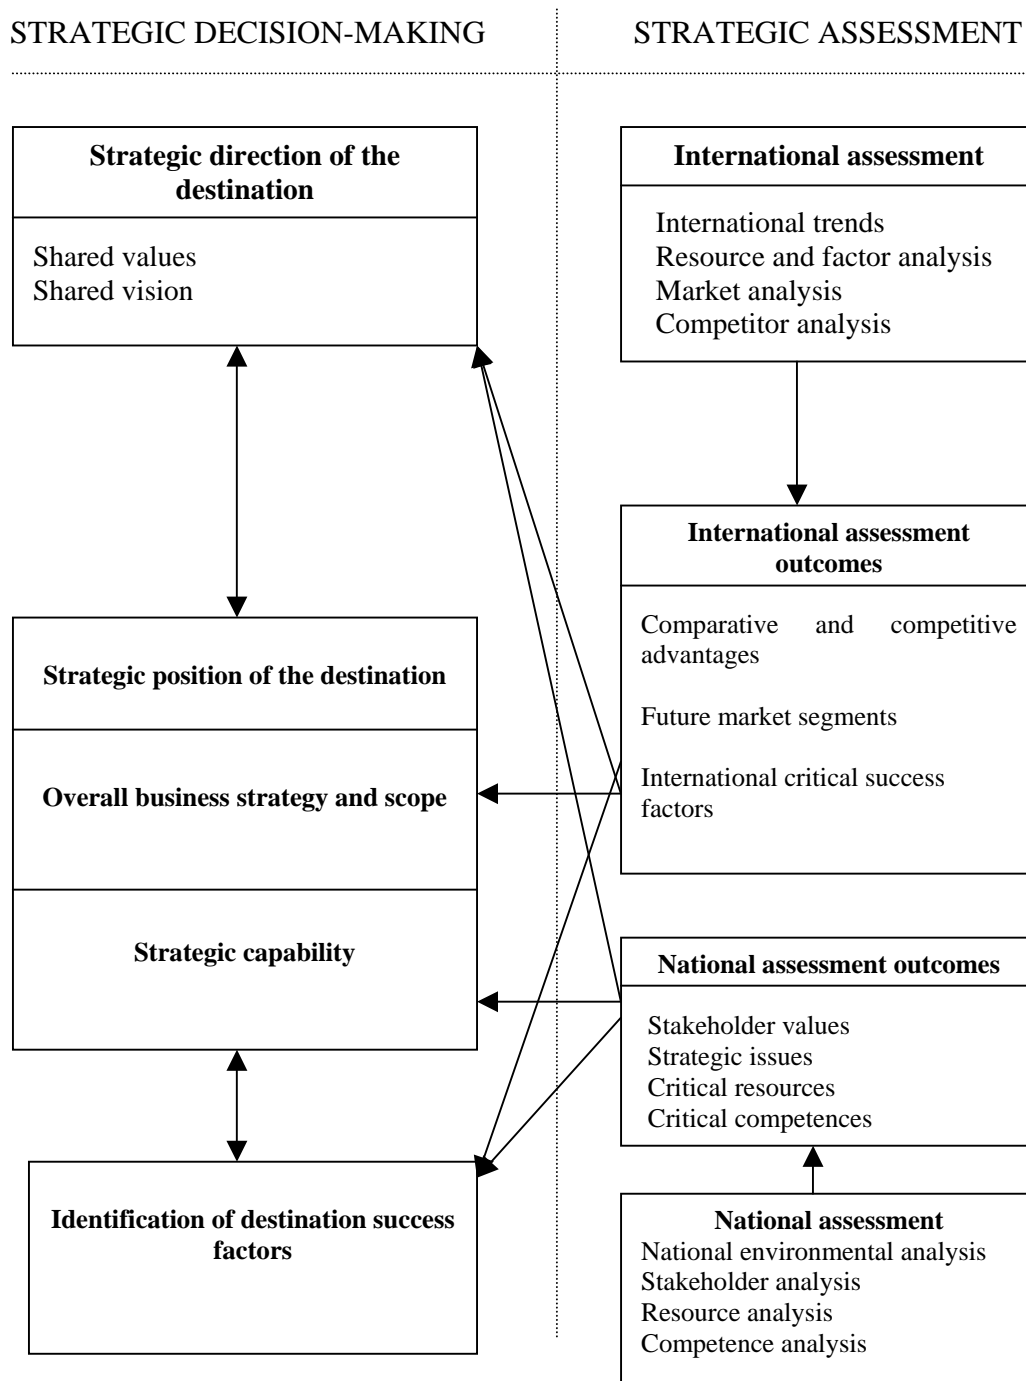 STRATEGIC DECISION-MAKING
STRATEGIC ASSESSMENT
Strategic direction of the
destination
Shared values
Shared vision
Strategic position of the destination
Overall business strategy and scope
Strategic capability
Identification of destination success
factors
International assessment
International trends
Resource and factor analysis
Market analysis
Competitor analysis
International assessment
outcomes
Comparative and competitive
advantages
Future market segments
International critical success
factors
National assessment outcomes
Stakeholder values
Strategic issues
Critical resources
Critical competences
National assessment
National environmental analysis
Stakeholder analysis
Resource analysis
Competence analysis